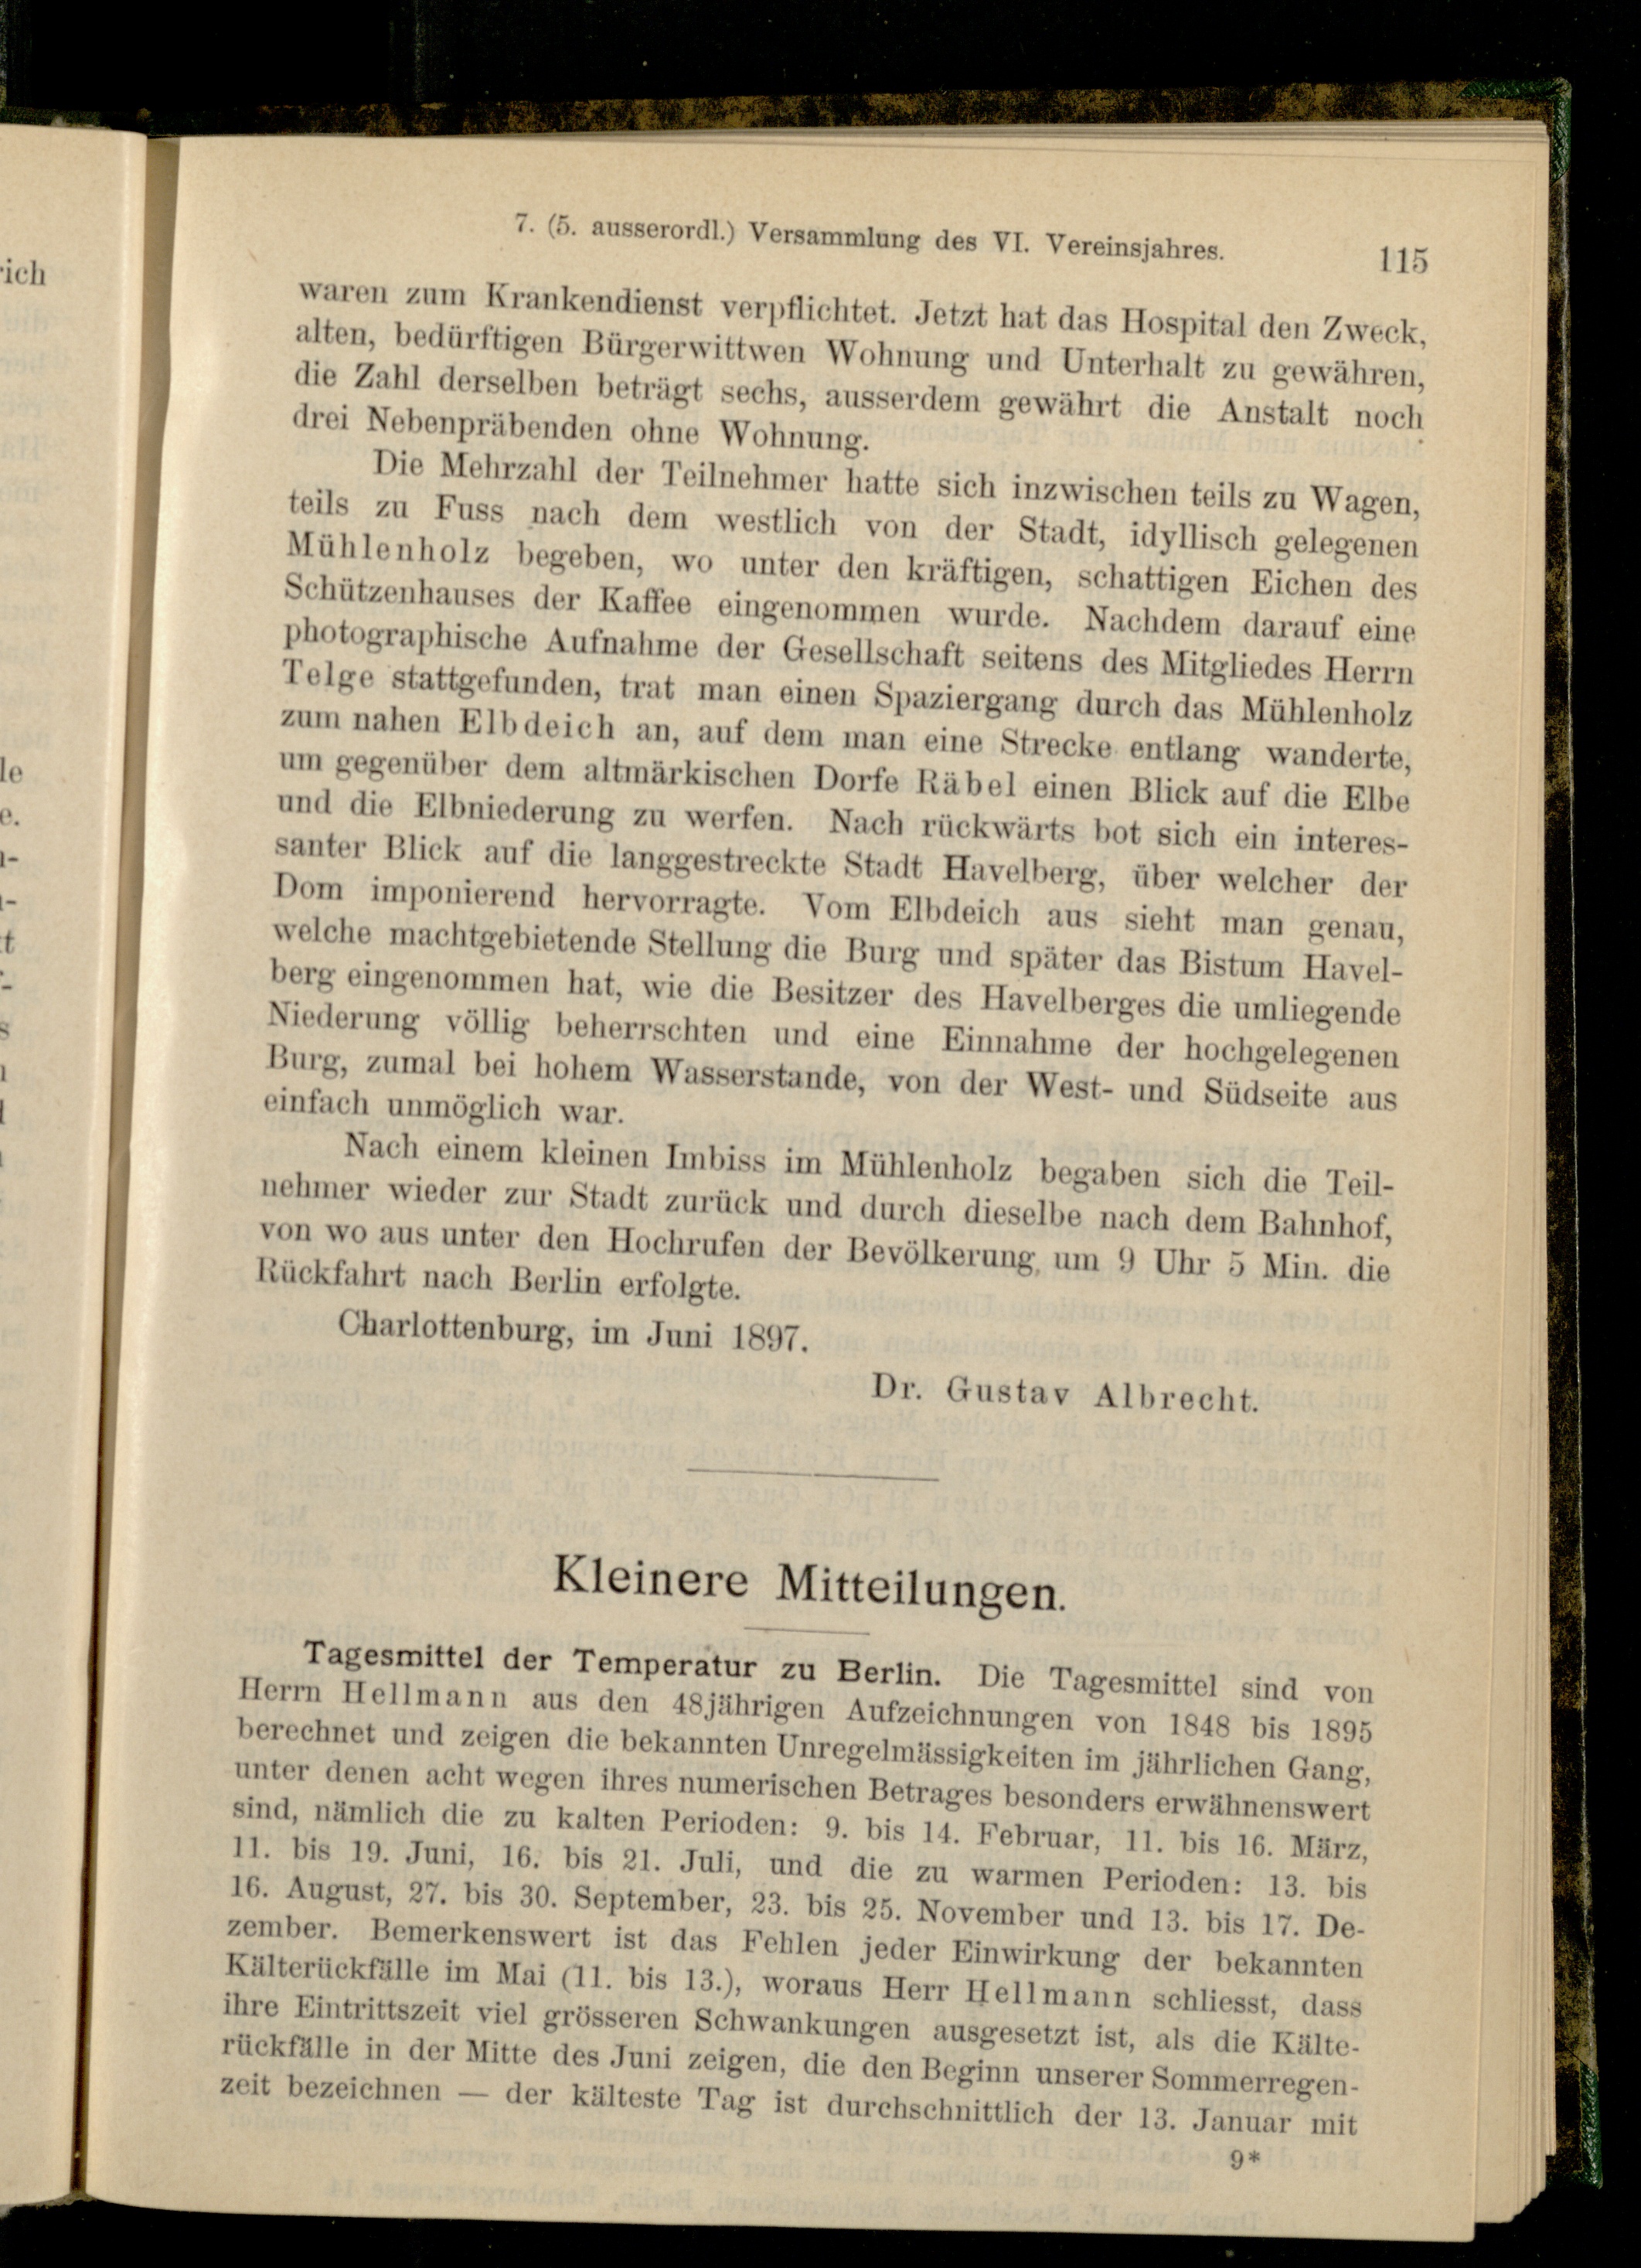 7. (5. ausserordl.) Versammlung des VI. Vereinsjahres.
115
waren zum Krankendienst verpflichtet. Jetzt hat das Hospital den Zweck,
alten, bedürftigen Bürgerwittwen Wohnung und Unterhalt zu gewähren,
die Zahl derselben beträgt sechs, ausserdem gewährt die Anstalt noch
drei Nebenpräbenden ohne Wohnung.
Die Mehrzahl der Teilnehmer hatte sich inzwischen teils zu Wagen,
teils zu Fuss nach dem westlich von der Stadt, idyllisch gelegenen
Mühlenholz begeben, wo unter den kräftigen, schattigen Eichen des
Schützenhauses der Kaffee eingenommen wurde. Nachdem darauf eine
photographische Aufnahme der Gesellschaft seitens des Mitgliedes Herrn
Telge stattgefunden, trat man einen Spaziergang durch das Mühlenholz
zum nahen Elbdeich an, auf dem man eine Strecke entlang wanderte,
um gegenüber dem altmärkischen Dorfe Räbel einen Blick auf die Elbe
und die Elbniederung zu werfen. Nach rückwärts bot sich ein interes-
santer Blick auf die langgestreckte Stadt Havelberg, über welcher der
Dom imponierend hervorragte. Vom Elbdeich aus sieht man genau,
welche machtgebietende Stellung die Burg und später das Bistum Havel-
berg eingenommen hat, wie die Besitzer des Havelberges die umliegende
Niederung völlig beherrschten und eine Einnahme der hochgelegenen
Burg, zumal bei hohem Wasserstande, von der West- und Südseite aus
einfach unmöglich war.
Nach einem kleinen Imbiss im Mühlenholz begaben sich die Teil-
nehmer wieder zur Stadt zurück und durch dieselbe nach dem Bahnhof,
von wo aus unter den Hochrufen der Bevölkerung um 9 Uhr 5 Min. die
Rückfahrt nach Berlin erfolgte.
Charlottenburg, im Juni 1897.
Dr. Gustav Albrecht.
Kleinere Mitteilungen.
Tagesmittel der Temperatur zu Berlin. Die Tagesmittel sind von
Herrn Hellmann aus den 48jährigen Aufzeichnungen von 1848 bis 1895
berechnet und zeigen die bekannten Unregelmässigkeiten im jährlichen Gang,
unter denen acht wegen ihres numerischen Betrages besonders erwähnenswert
sind, nämlich die zu kalten Perioden: 9. bis 14. Februar, 11. bis 16. März,
11. bis 19. Juni, 16. bis 21. Juli, und die zu warmen Perioden: 13. bis
16. August, 27. bis 30. September, 23. bis 25. November und 13. bis 17. De-
zember. Bemerkenswert ist das Fehlen jeder Einwirkung der bekannten
Kälterückfälle im Mai (11. bis 13.), woraus Herr Hellmann schliesst, dass
ihre Eintrittszeit viel grösseren Schwankungen ausgesetzt ist, als die Kälte-
rückfälle in der Mitte des Juni zeigen, die den Beginn unserer Sommerregen-
zeit bezeichnen — der kälteste Tag ist durchschnittlich der 13. Januar mit
9*